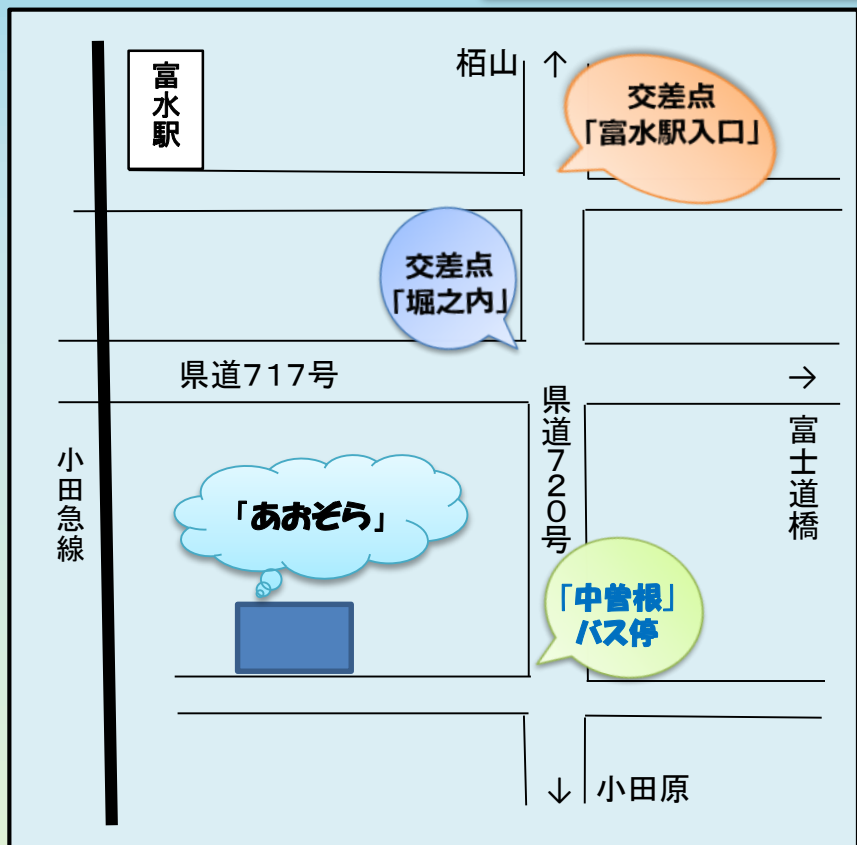 富水駅
栢山 ↑
交差点
「富水駅入口」
交差点
「堀之内」
県道717号
→
富士道橋
県道720号
小田急線
「あおぞら」
「中曽根」
バス停
↓ 小田原